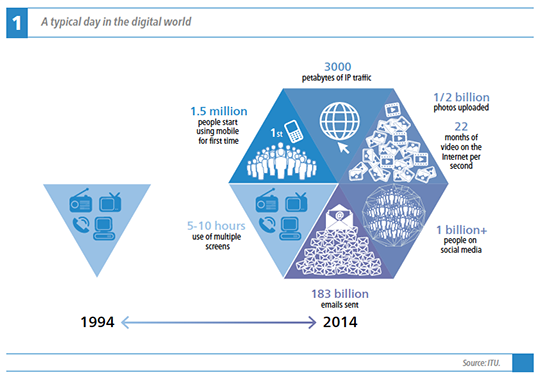 1 A typical day in the digital world
3000
petabytes of IP traffic
1.5 million
people start
using mobile
for first time
1st
1/2 billion
photos uploaded
22
months of
video on the
Internet per
second
5-10 hours
use of multiple
screens
@
1 billion+
people on
social media
183 billion
emails sent
1994
2014
Source: ITU.